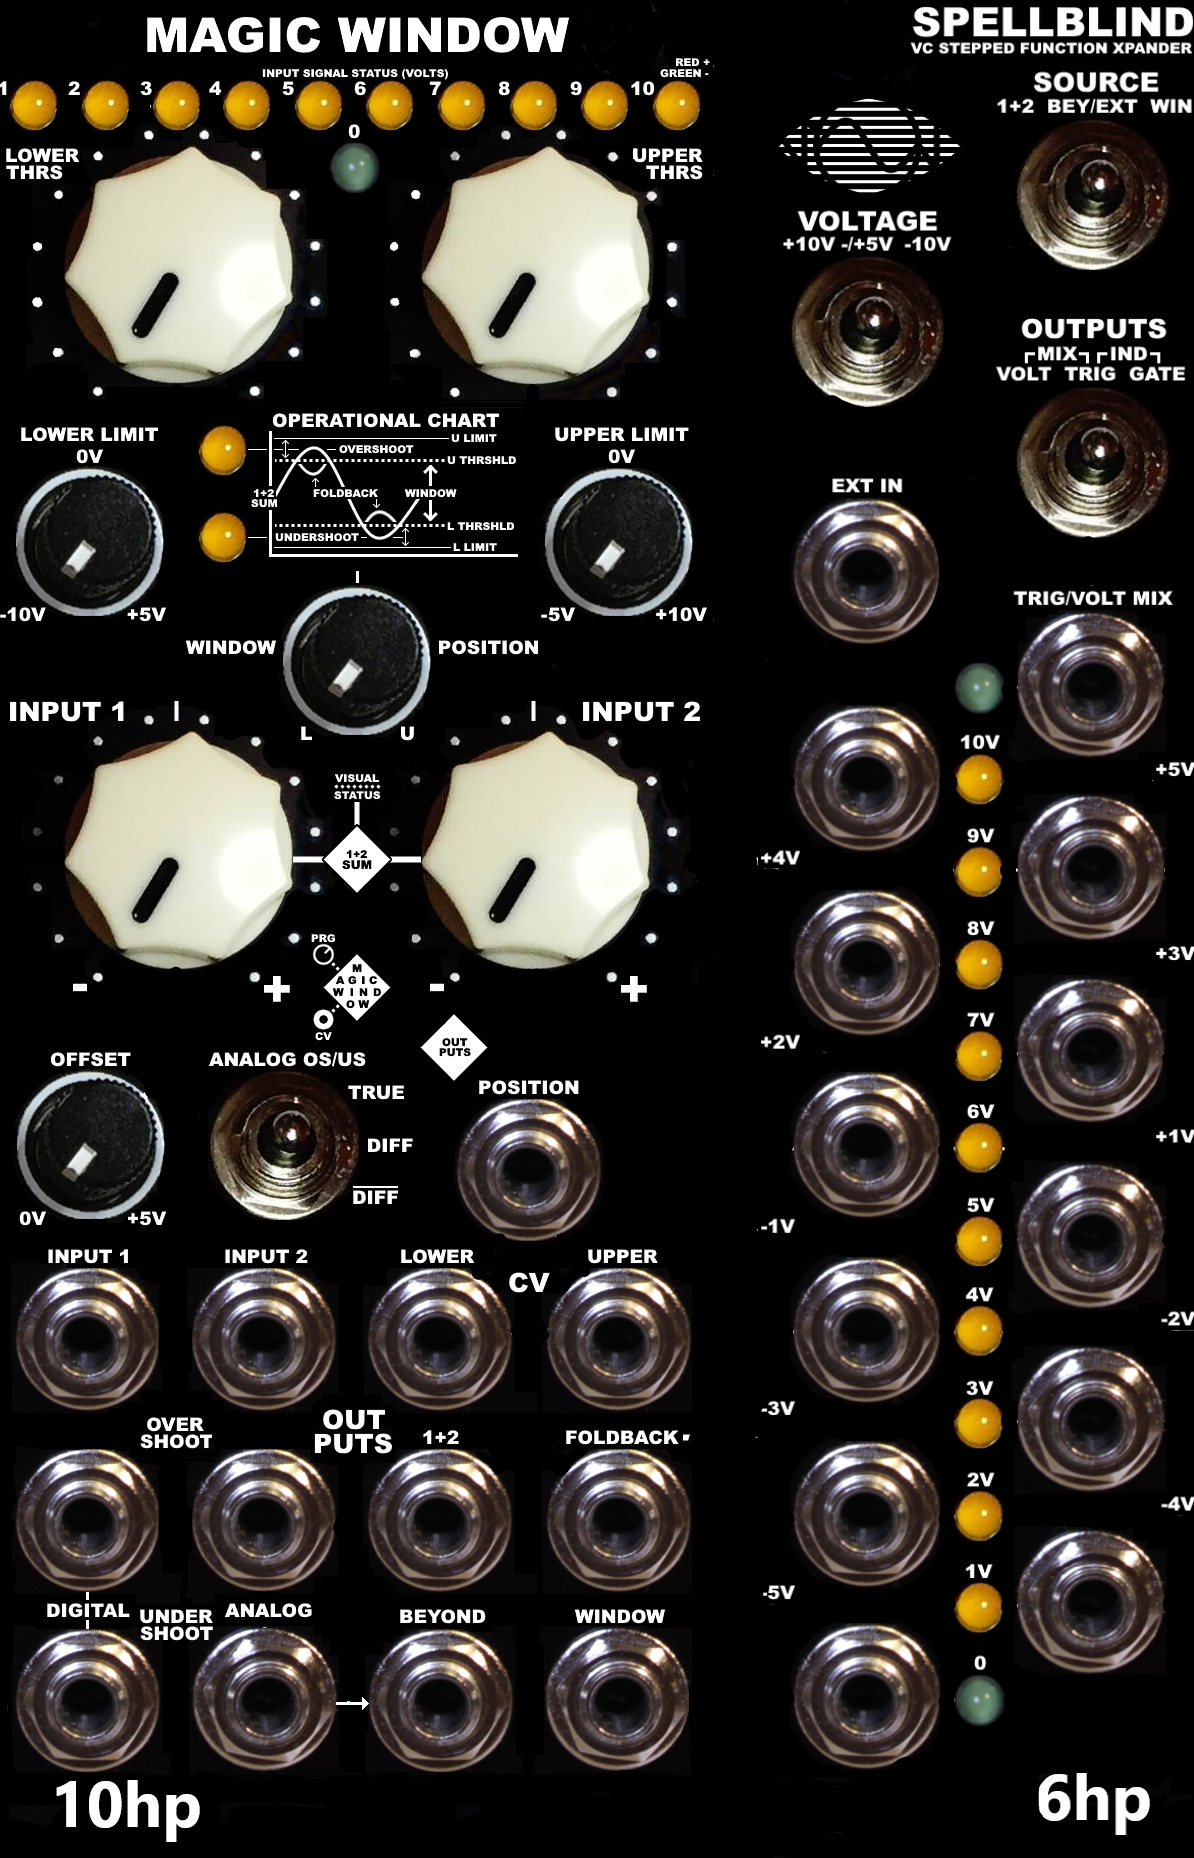 MAGIC WINDOW
INPUT SIGNAL STATUS (VOLTS)
RED +
GREEN -
1 2 3 4 5 6 7 8 9 10
0
LOWER
THRS
UPPER
THRS
OPERATIONAL CHART
U LIMIT
OVERSHOOT
U THRSHLD
1+2
SUM
FOLDBACK
WINDOW
L THRSHLD
UNDERSHOOT
L LIMIT
LOWER LIMIT
0V
-10V +5V
UPPER LIMIT
0V
-5V +10V
WINDOW POSITION
L U
INPUT 1
INPUT 2
VISUAL
STATUS
1+2
SUM
- +
- +
PRG
M
AGIC
WIND
OW
CV
OUT
PUTS
OFFSET
0V +5V
ANALOG OS/US
TRUE
DIFF
DIFF
POSITION
INPUT 1 INPUT 2 LOWER UPPER
CV
OVER
SHOOT
OUT
PUTS
1+2
FOLDBACK
DIGITAL
UNDER
SHOOT
ANALOG
BEYOND
WINDOW
10hp
SPELLBLIND
VC STEPPED FUNCTION XPANDER
SOURCE
1+2 BEY/EXT WIN
VOLTAGE
+10V -/+5V -10V
OUTPUTS
MIX IND
VOLT TRIG GATE
EXT IN
TRIG/VOLT MIX
10V
+5V
9V
+4V
8V
+3V
7V
+2V
6V
+1V
5V
-1V
4V
-2V
3V
-3V
2V
-4V
1V
-5V
0
6hp